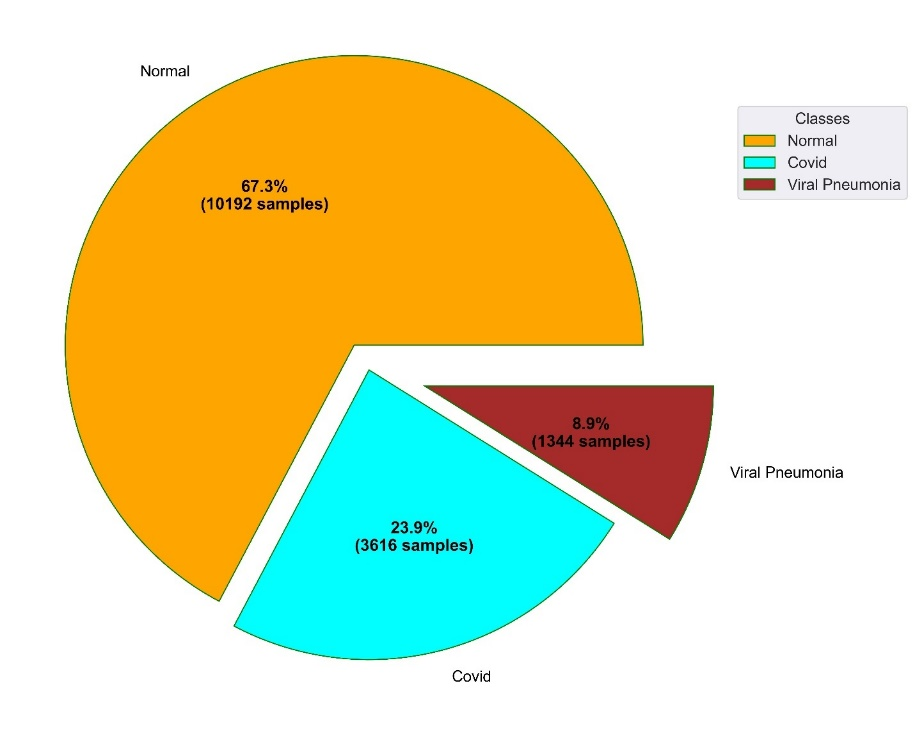 Normal
67.3%
(10192 samples)
Classes
Normal
Covid
Viral Pneumonia
8.9%
(1344 samples)
Viral Pneumonia
23.9%
(3616 samples)
Covid